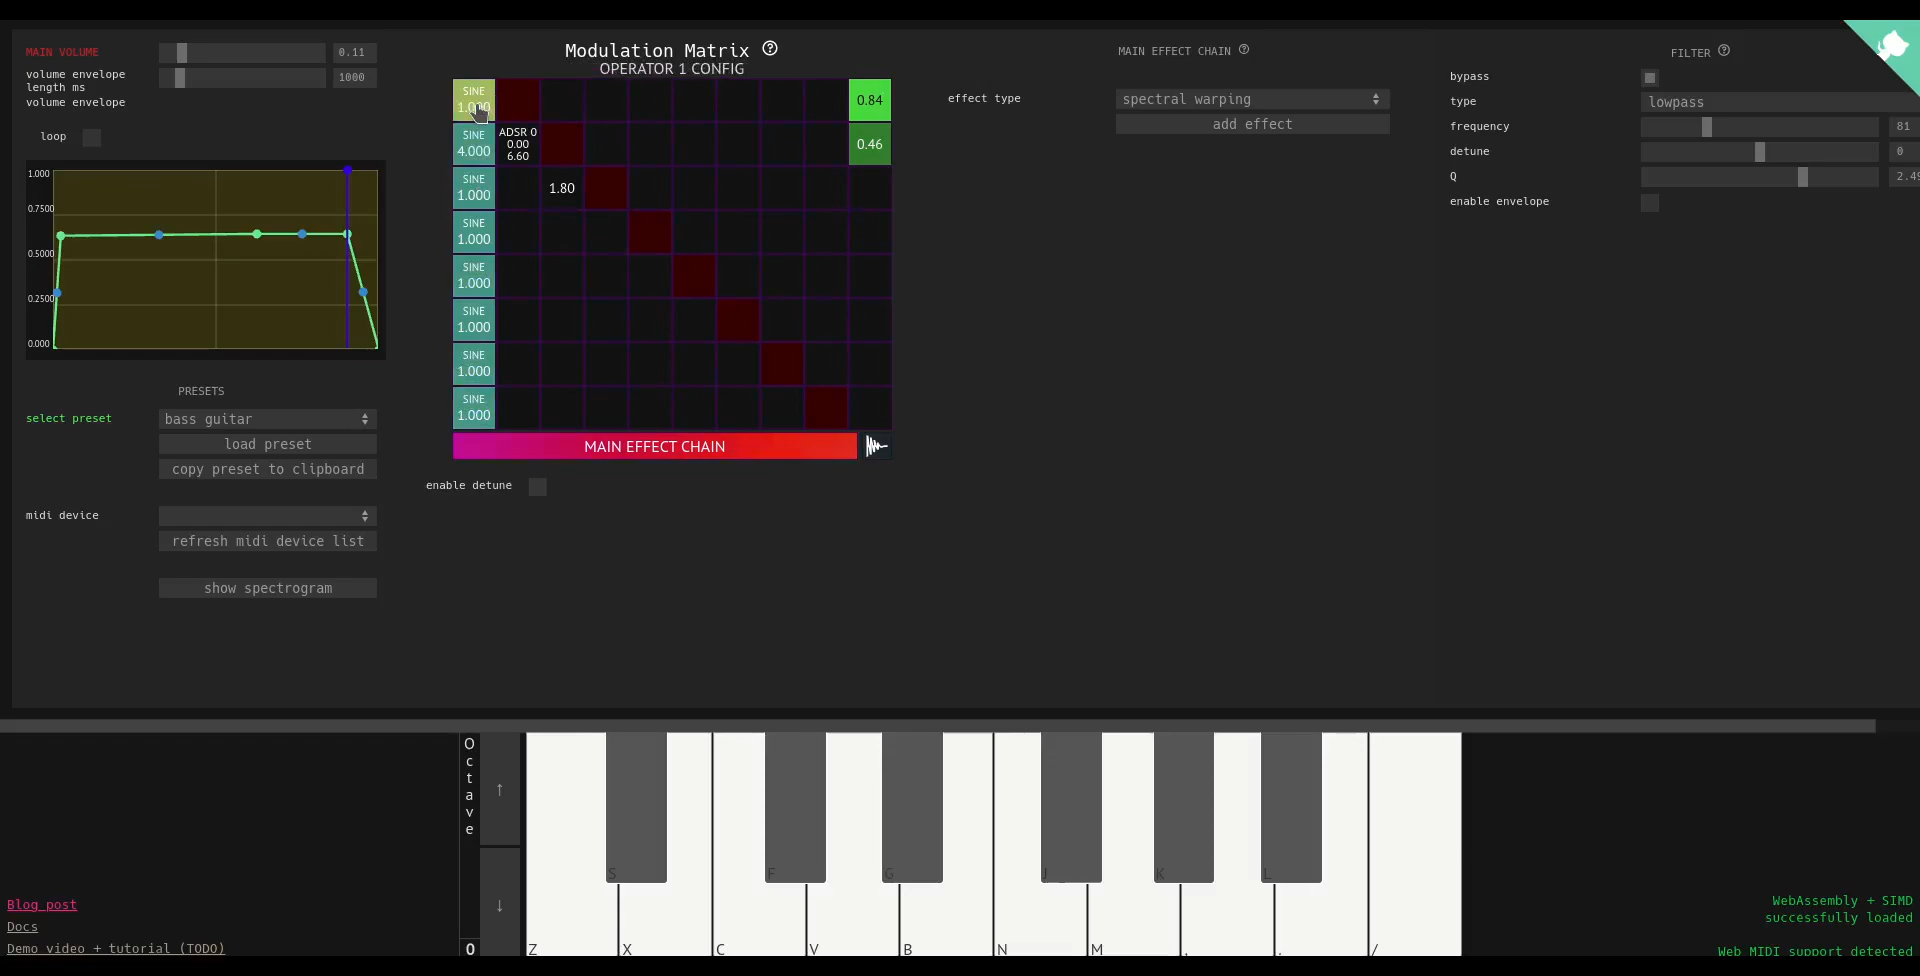 MAIN VOLUME
0.11
volume envelope
length ms
1000
volume envelope
loop
1.000
0.7500
0.5000
0.2500
0.000
PRESETS
select preset
bass guitar
load preset
copy preset to clipboard
midi device
refresh midi device list
show spectrogram
Modulation Matrix
OPERATOR 1 CONFIG
SINE
0.84
SINE
4.000
ADSR 0
0.00
6.60
0.46
SINE
1.000
1.80
SINE
1.000
SINE
1.000
SINE
1.000
SINE
1.000
SINE
1.000
MAIN EFFECT CHAIN
enable detune
MAIN EFFECT CHAIN
effect type
spectral warping
add effect
FILTER
bypass
type
lowpass
frequency
81
detune
0
Q
enable envelope
Octave
↑
↓
0
S
F
G
J
K
L
Z
X
C
V
B
N
M
,
.
/
Blog post
Docs
Demo video + tutorial (TODO)
WebAssembly + SIMD
successfully loaded
Web MIDI support detected